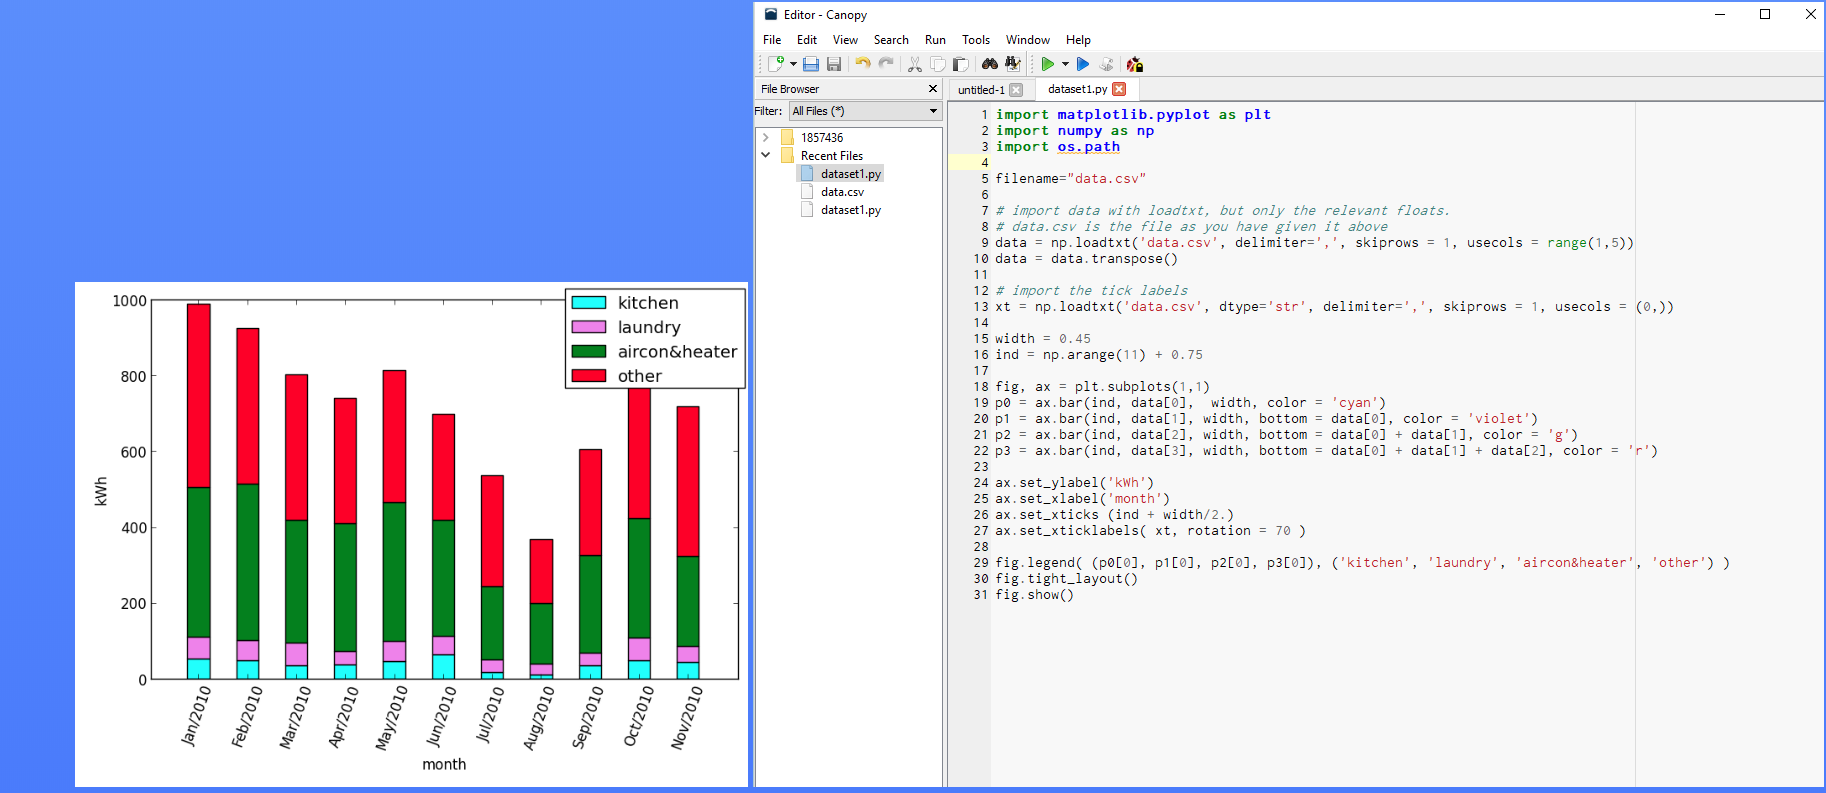 1000
800
600
400
200
0
kWh
kitchen
laundry
aircon&heater
other
Jan/2010
Feb/2010
Mar/2010
Apr/2010
May/2010
Jun/2010
Jul/2010
Aug/2010
Sep/2010
Oct/2010
Nov/2010
month
Editor - Canopy
File Edit View Search Run Tools Window Help
File Browser
Filter: All Files (*)
1857436
Recent Files
dataset1.py
data.csv
dataset1.py
untitled-1 dataset1.py
1 import matplotlib.pyplot as plt
2 import numpy as np
3 import os.path
4
5 filename="data.csv"
6
7 # import data with loadtxt, but only the relevant floats.
8 # data.csv is the file as you have given it above
9 data = np.loadtxt('data.csv', delimiter=',', skiprows = 1, usecols = range(1,5))
10 data = data.transpose()
11
12 # import the tick labels
13 xt = np.loadtxt('data.csv', dtype='str', delimiter=',', skiprows = 1, usecols = (0,))
14
15 width = 0.45
16 ind = np.arange(11) + 0.75
17
18 fig, ax = plt.subplots(1,1)
19 p0 = ax.bar(ind, data[0],  width, color = 'cyan')
20 p1 = ax.bar(ind, data[1], width, bottom = data[0], color = 'violet')
21 p2 = ax.bar(ind, data[2], width, bottom = data[0] + data[1], color = 'g')
22 p3 = ax.bar(ind, data[3], width, bottom = data[0] + data[1] + data[2], color = 'r')
23
24 ax.set_ylabel('kWh')
25 ax.set_xlabel('month')
26 ax.set_xticks (ind + width/2.)
27 ax.set_xticklabels( xt, rotation = 70 )
28
29 fig.legend( (p0[0], p1[0], p2[0], p3[0]), ('kitchen', 'laundry', 'aircon&heater', 'other') )
30 fig.tight_layout()
31 fig.show()